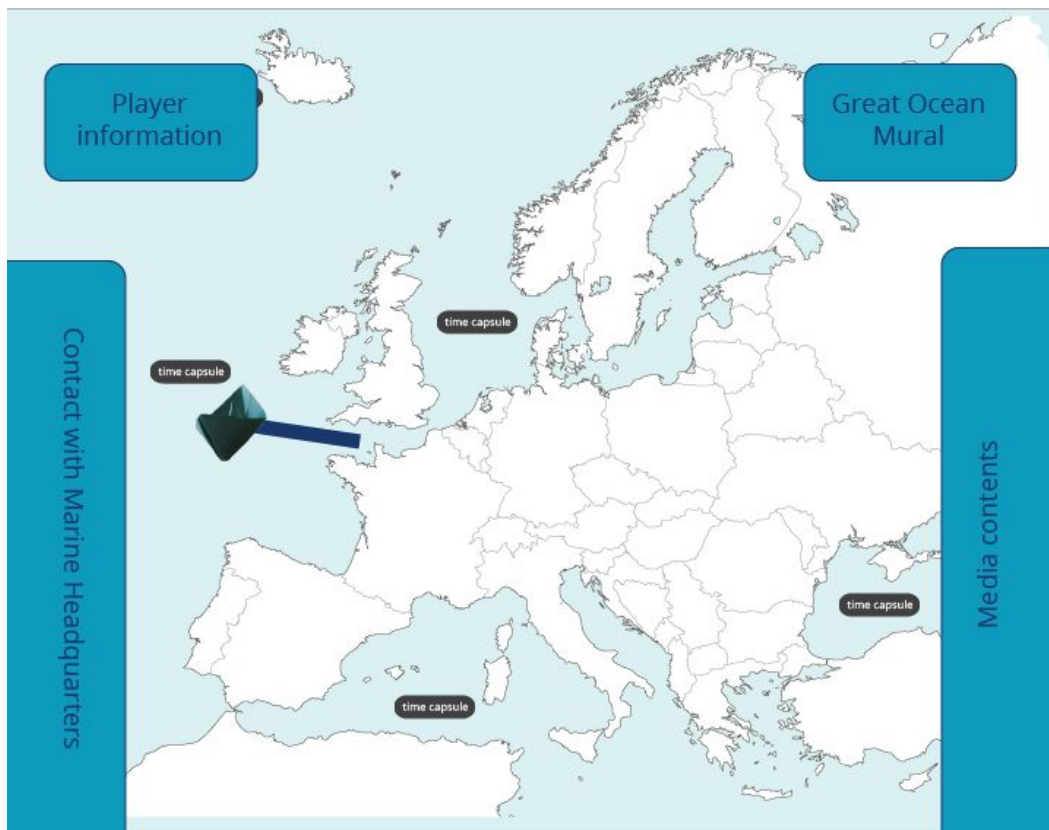 Player
information
Great Ocean
Mural
time capsule
time capsule
Contact with Marine Headquarters
Media contents
time capsule
time capsule